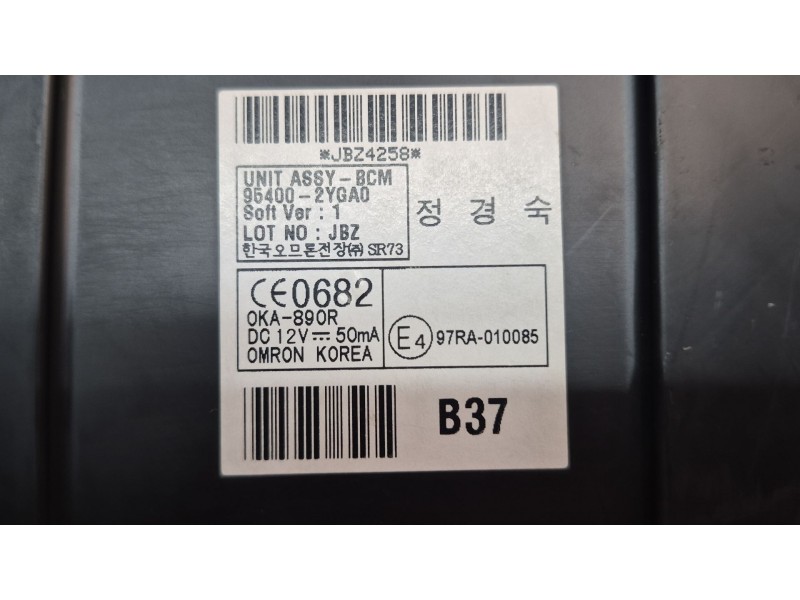 *JBZ4258*
UNIT ASSY-BCM
95400-2YGA0
Soft Ver : 1
LOT NO : JBZ
한국오므론전장㈜ SR73
정 경 숙
CE0682
OKA-890R
DC 12V⎓50mA
OMRON KOREA
E4 97RA-010085
B37